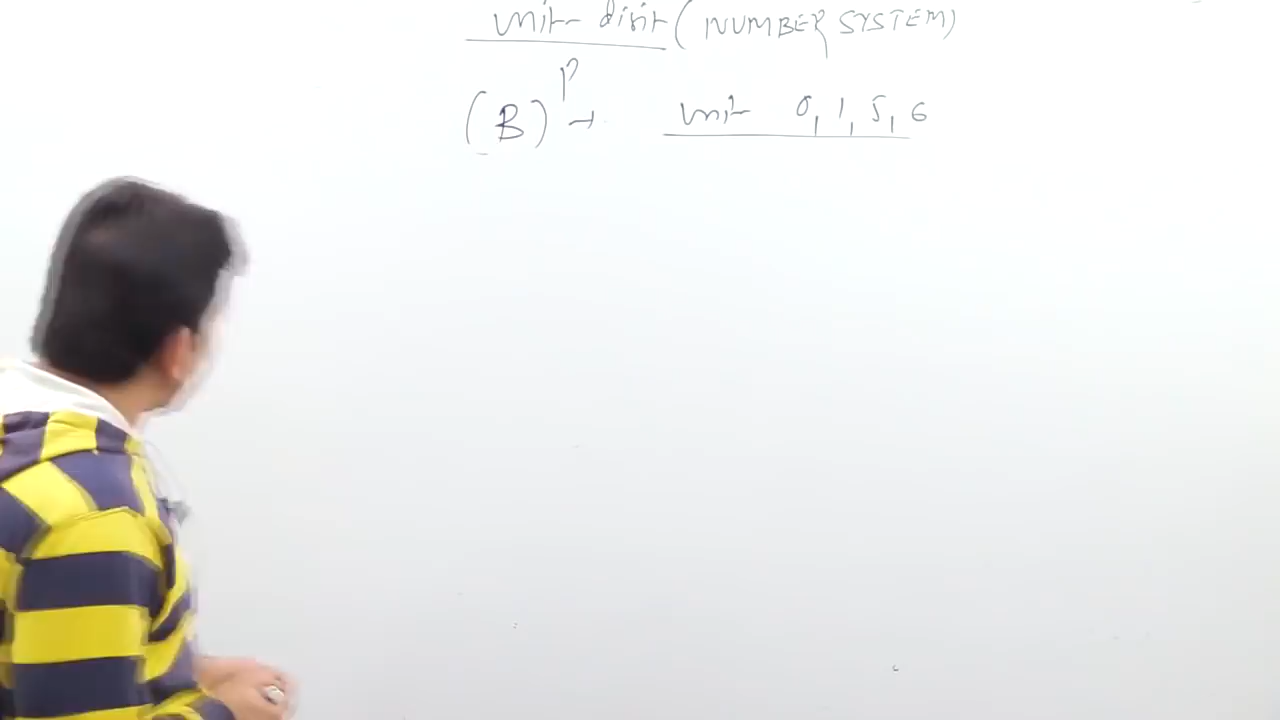 unit digit ( NUMBER SYSTEM)
(B)^P → unit 0, 1, 5, 6